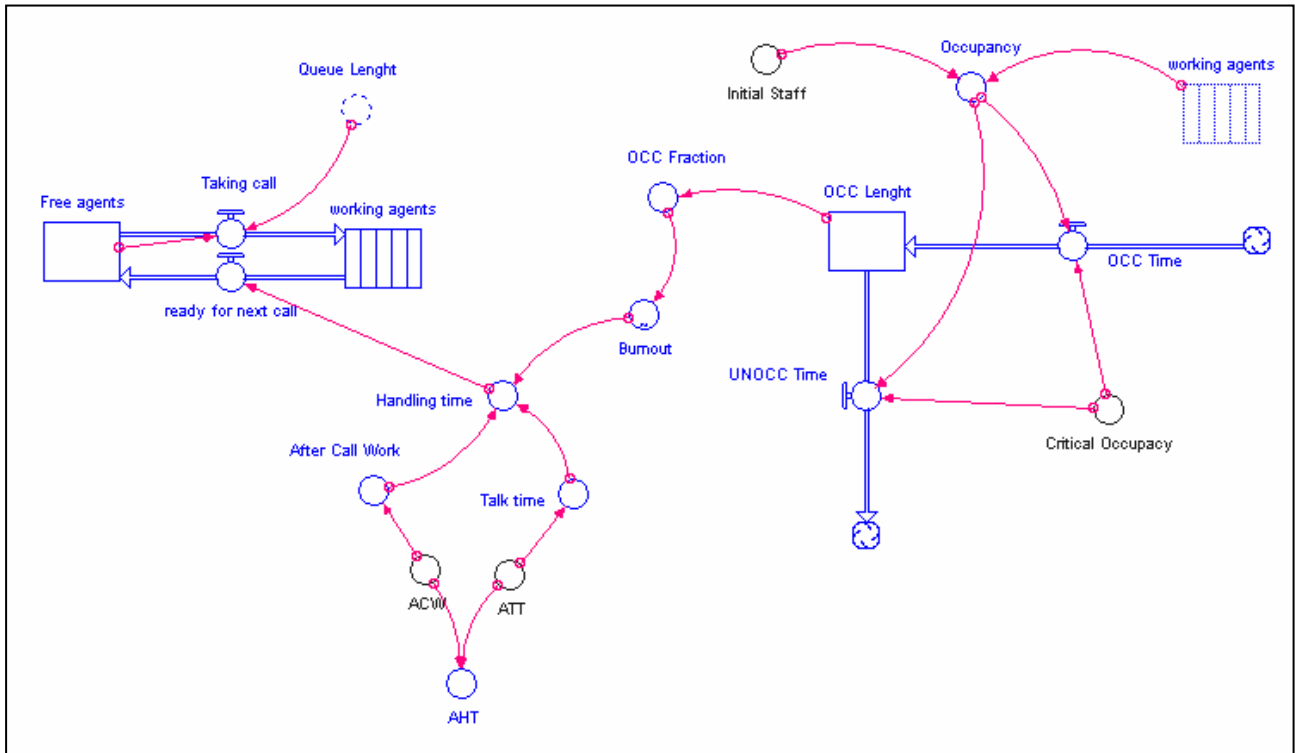 Occupancy
Queue Lenght
working agents
Initial Staff
OCC Fraction
Taking call
OCC Lenght
Free agents
working agents
OCC Time
ready for next call
Burnout
UNOCC Time
Handling time
Critical Occupacy
After Call Work
Talk time
ACW
ATT
AHT